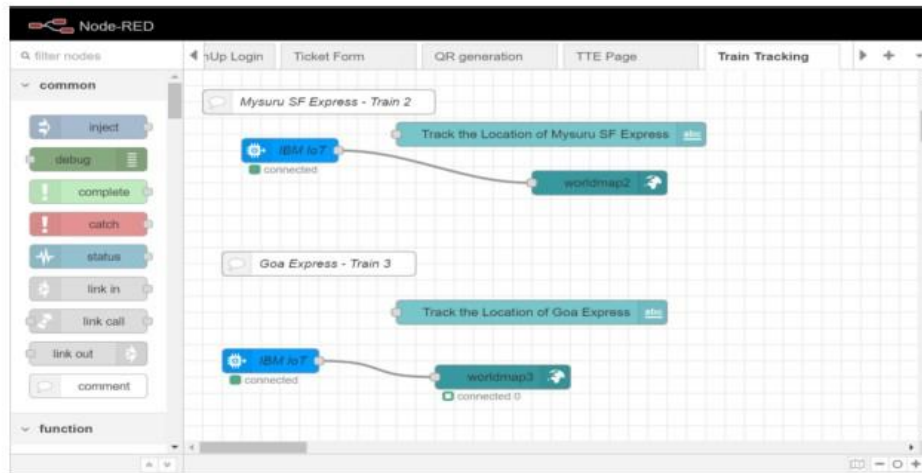 Node-RED
filter nodes
nUp Login
Ticket Form
QR generation
TTE Page
Train Tracking
common
inject
debug
complete
catch
status
link in
link call
link out
comment
function
Mysuru SF Express - Train 2
Track the Location of Mysuru SF Express
abc
IBM IoT
connected
worldmap2
Goa Express - Train 3
Track the Location of Goa Express
abc
IBM IoT
connected
worldmap3
connected 0